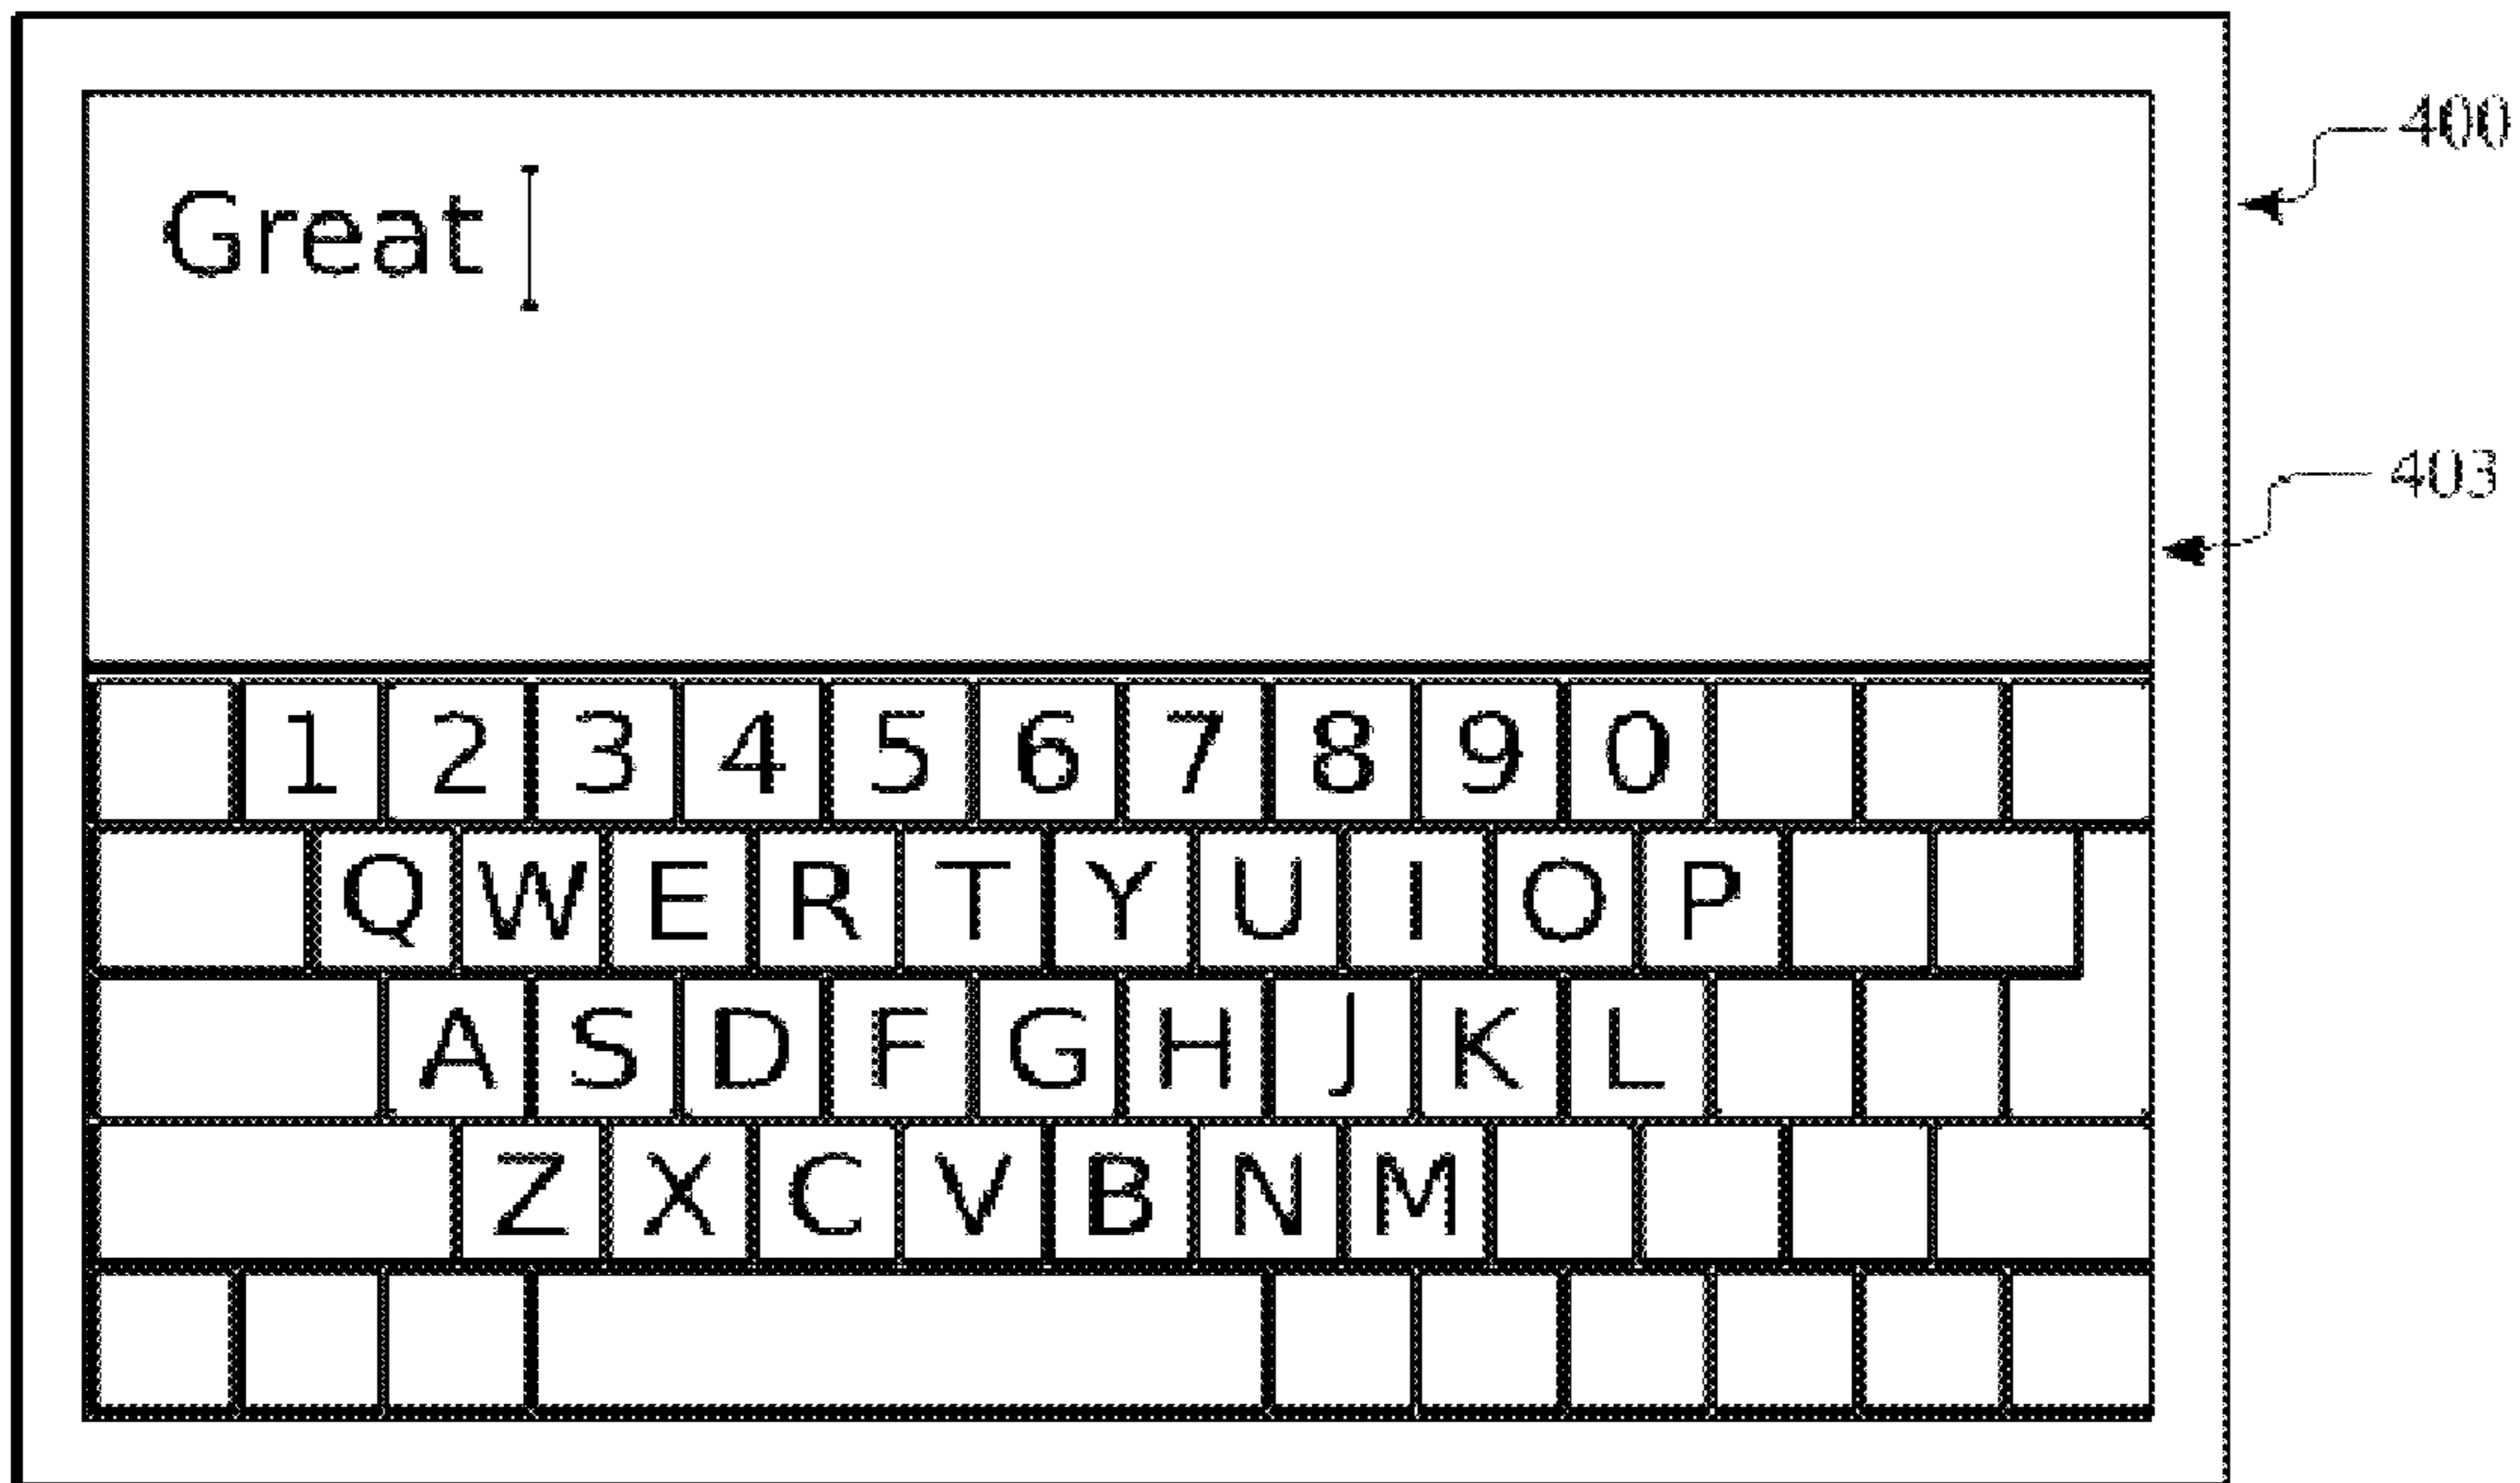 Great
400
403
1 2 3 4 5 6 7 8 9 0
Q W E R T Y U I O P
A S D F G H J K L
Z X C V B N M